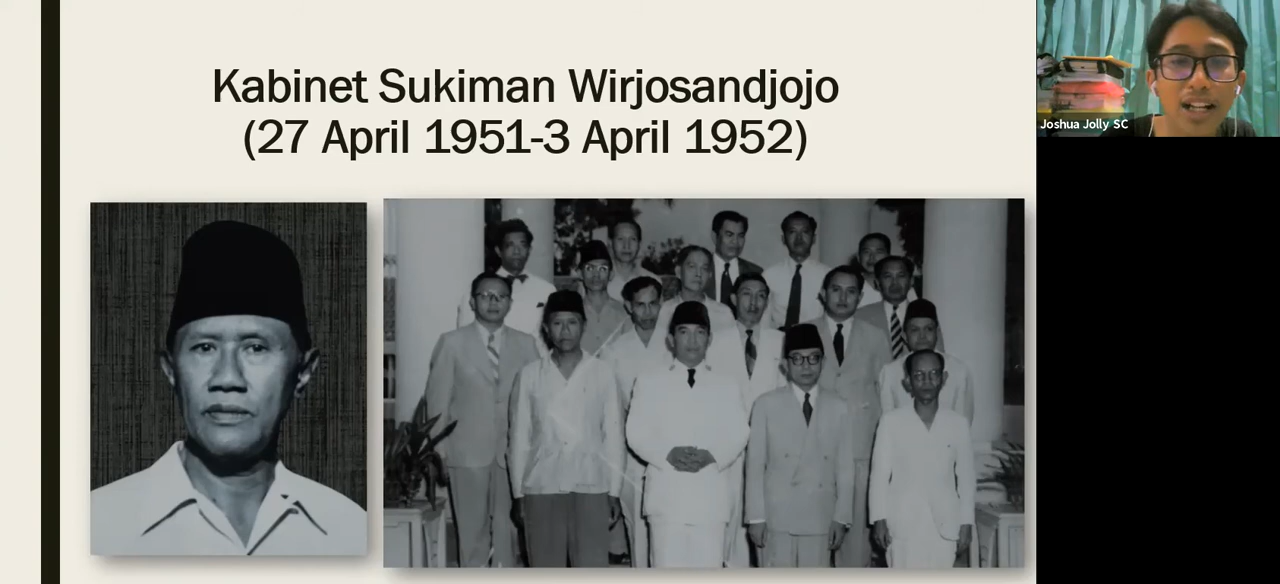 Kabinet Sukiman Wirjosandjojo
(27 April 1951-3 April 1952)
Joshua Jolly SC